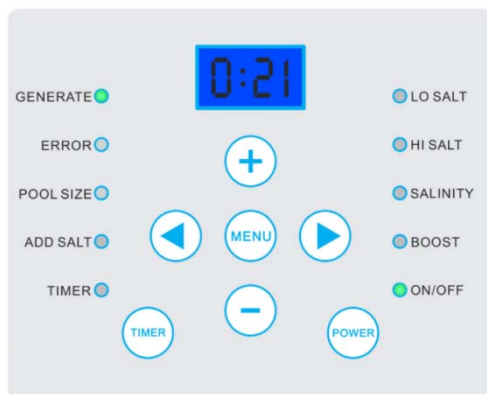 0:21
GENERATE
LO SALT
ERROR
HI SALT
+
POOL SIZE
SALINITY
MENU
ADD SALT
BOOST
TIMER
ON/OFF
−
TIMER
POWER